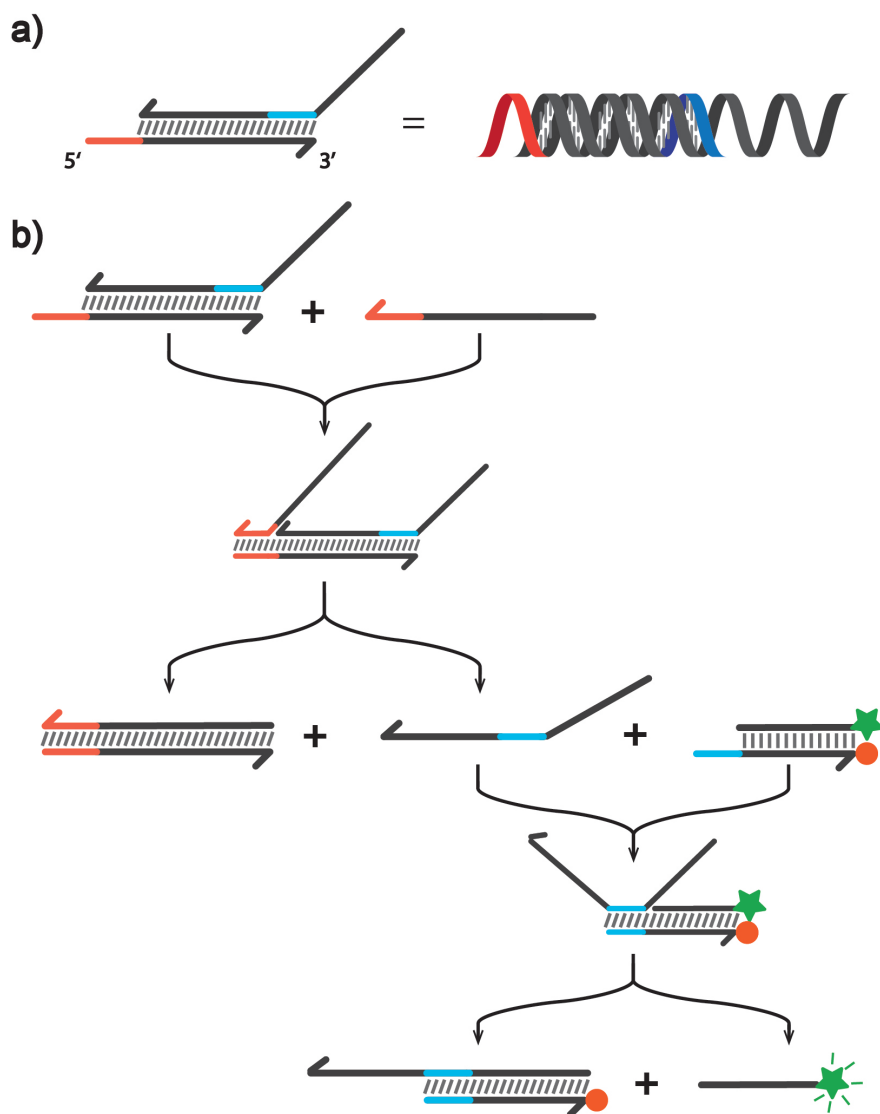 a)
5' 3'
=
b)
+
+ +
+